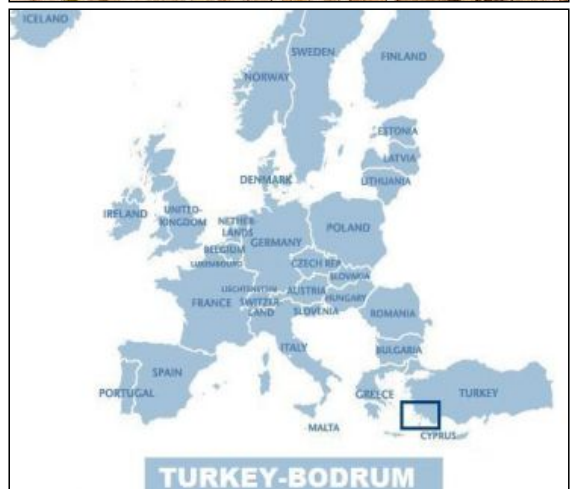 ICELAND
SWEDEN
FINLAND
NORWAY
ESTONIA
LATVIA
DENMARK
LITHUANIA
IRELAND
UNITED-
KINGDOM
NETHER-
LANDS
POLAND
BELGIUM
GERMANY
LUXEMBOURG
CZECH REP
SLOVAKIA
LIECHTENSTEIN
AUSTRIA
HUNGARY
FRANCE
SWITZER-
LAND
SLOVENIA
ROMANIA
ITALY
BULGARIA
SPAIN
PORTUGAL
GREECE
TURKEY
MALTA
CYPRUS
TURKEY-BODRUM